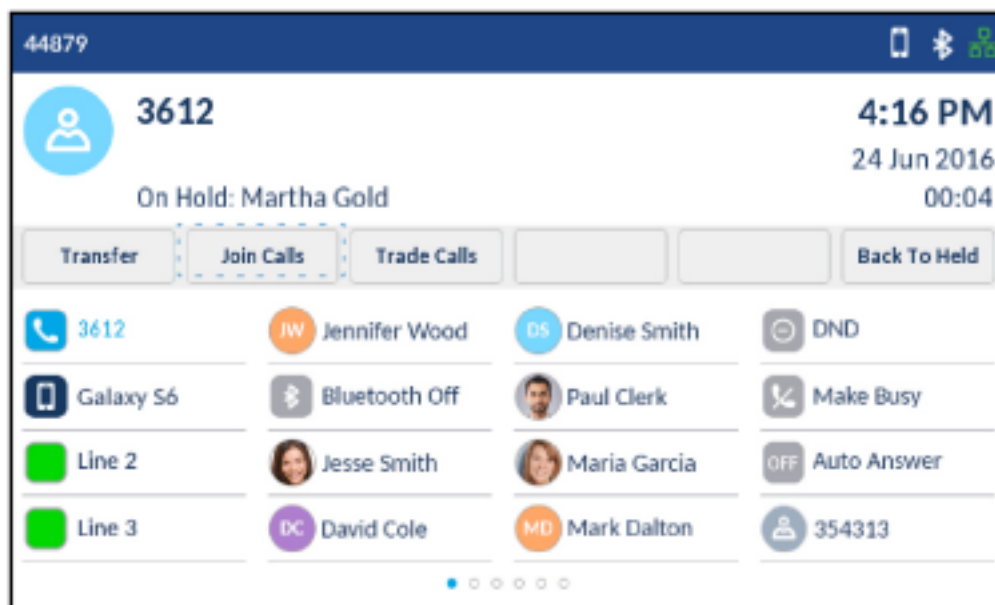 44879
3612
4:16 PM
24 Jun 2016
On Hold: Martha Gold
00:04
Transfer Join Calls Trade Calls Back To Held
3612 JW Jennifer Wood DS Denise Smith DND
Galaxy S6 Bluetooth Off Paul Clerk Make Busy
Line 2 Jesse Smith Maria Garcia OFF Auto Answer
Line 3 DC David Cole MD Mark Dalton 354313